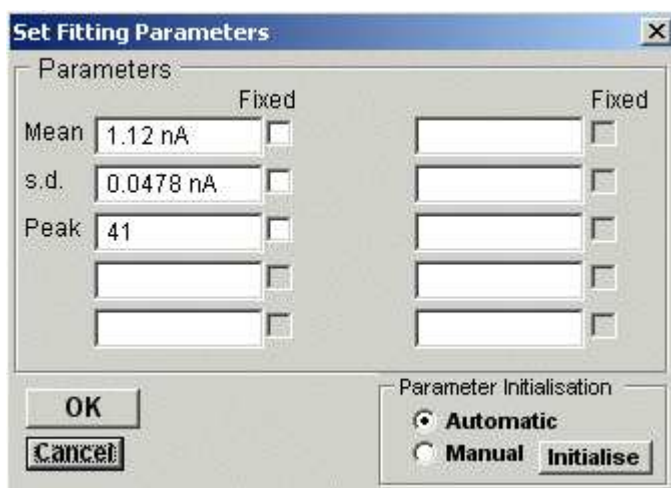 Set Fitting Parameters
Parameters
Fixed Fixed
Mean 1.12 nA
s.d. 0.0478 nA
Peak 41
OK
Cancel
Parameter Initialisation
Automatic
Manual Initialise